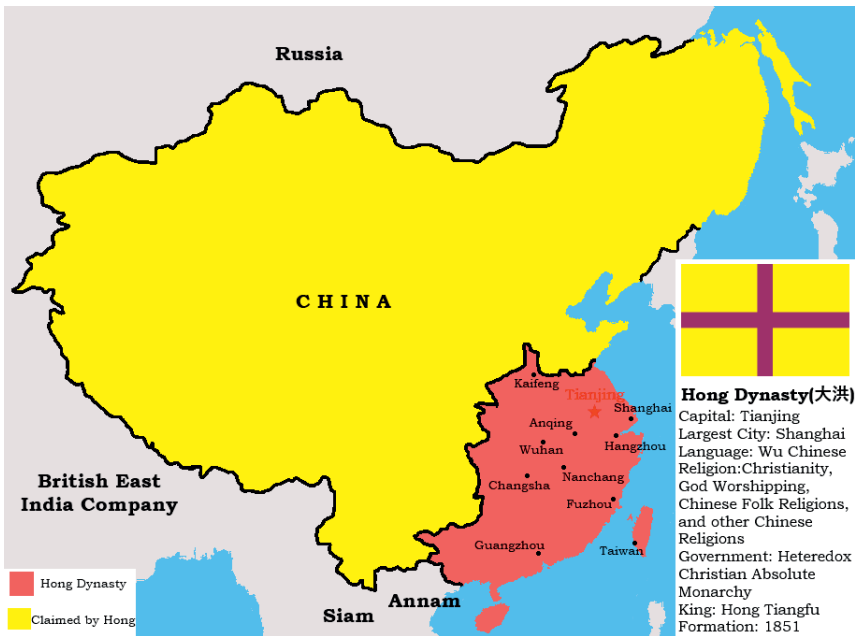 Russia
CHINA
Kaifeng
Tianjing
Shanghai
Anqing
Hangzhou
Wuhan
Nanchang
Changsha
Fuzhou
Guangzhou
Taiwan
British East
India Company
Siam
Annam
Hong Dynasty
Claimed by Hong
Hong Dynasty(大洪)
Capital: Tianjing
Largest City: Shanghai
Language: Wu Chinese
Religion:Christianity,
God Worshipping,
Chinese Folk Religions,
and other Chinese
Religions
Government: Heteredox
Christian Absolute
Monarchy
King: Hong Tiangfu
Formation: 1851